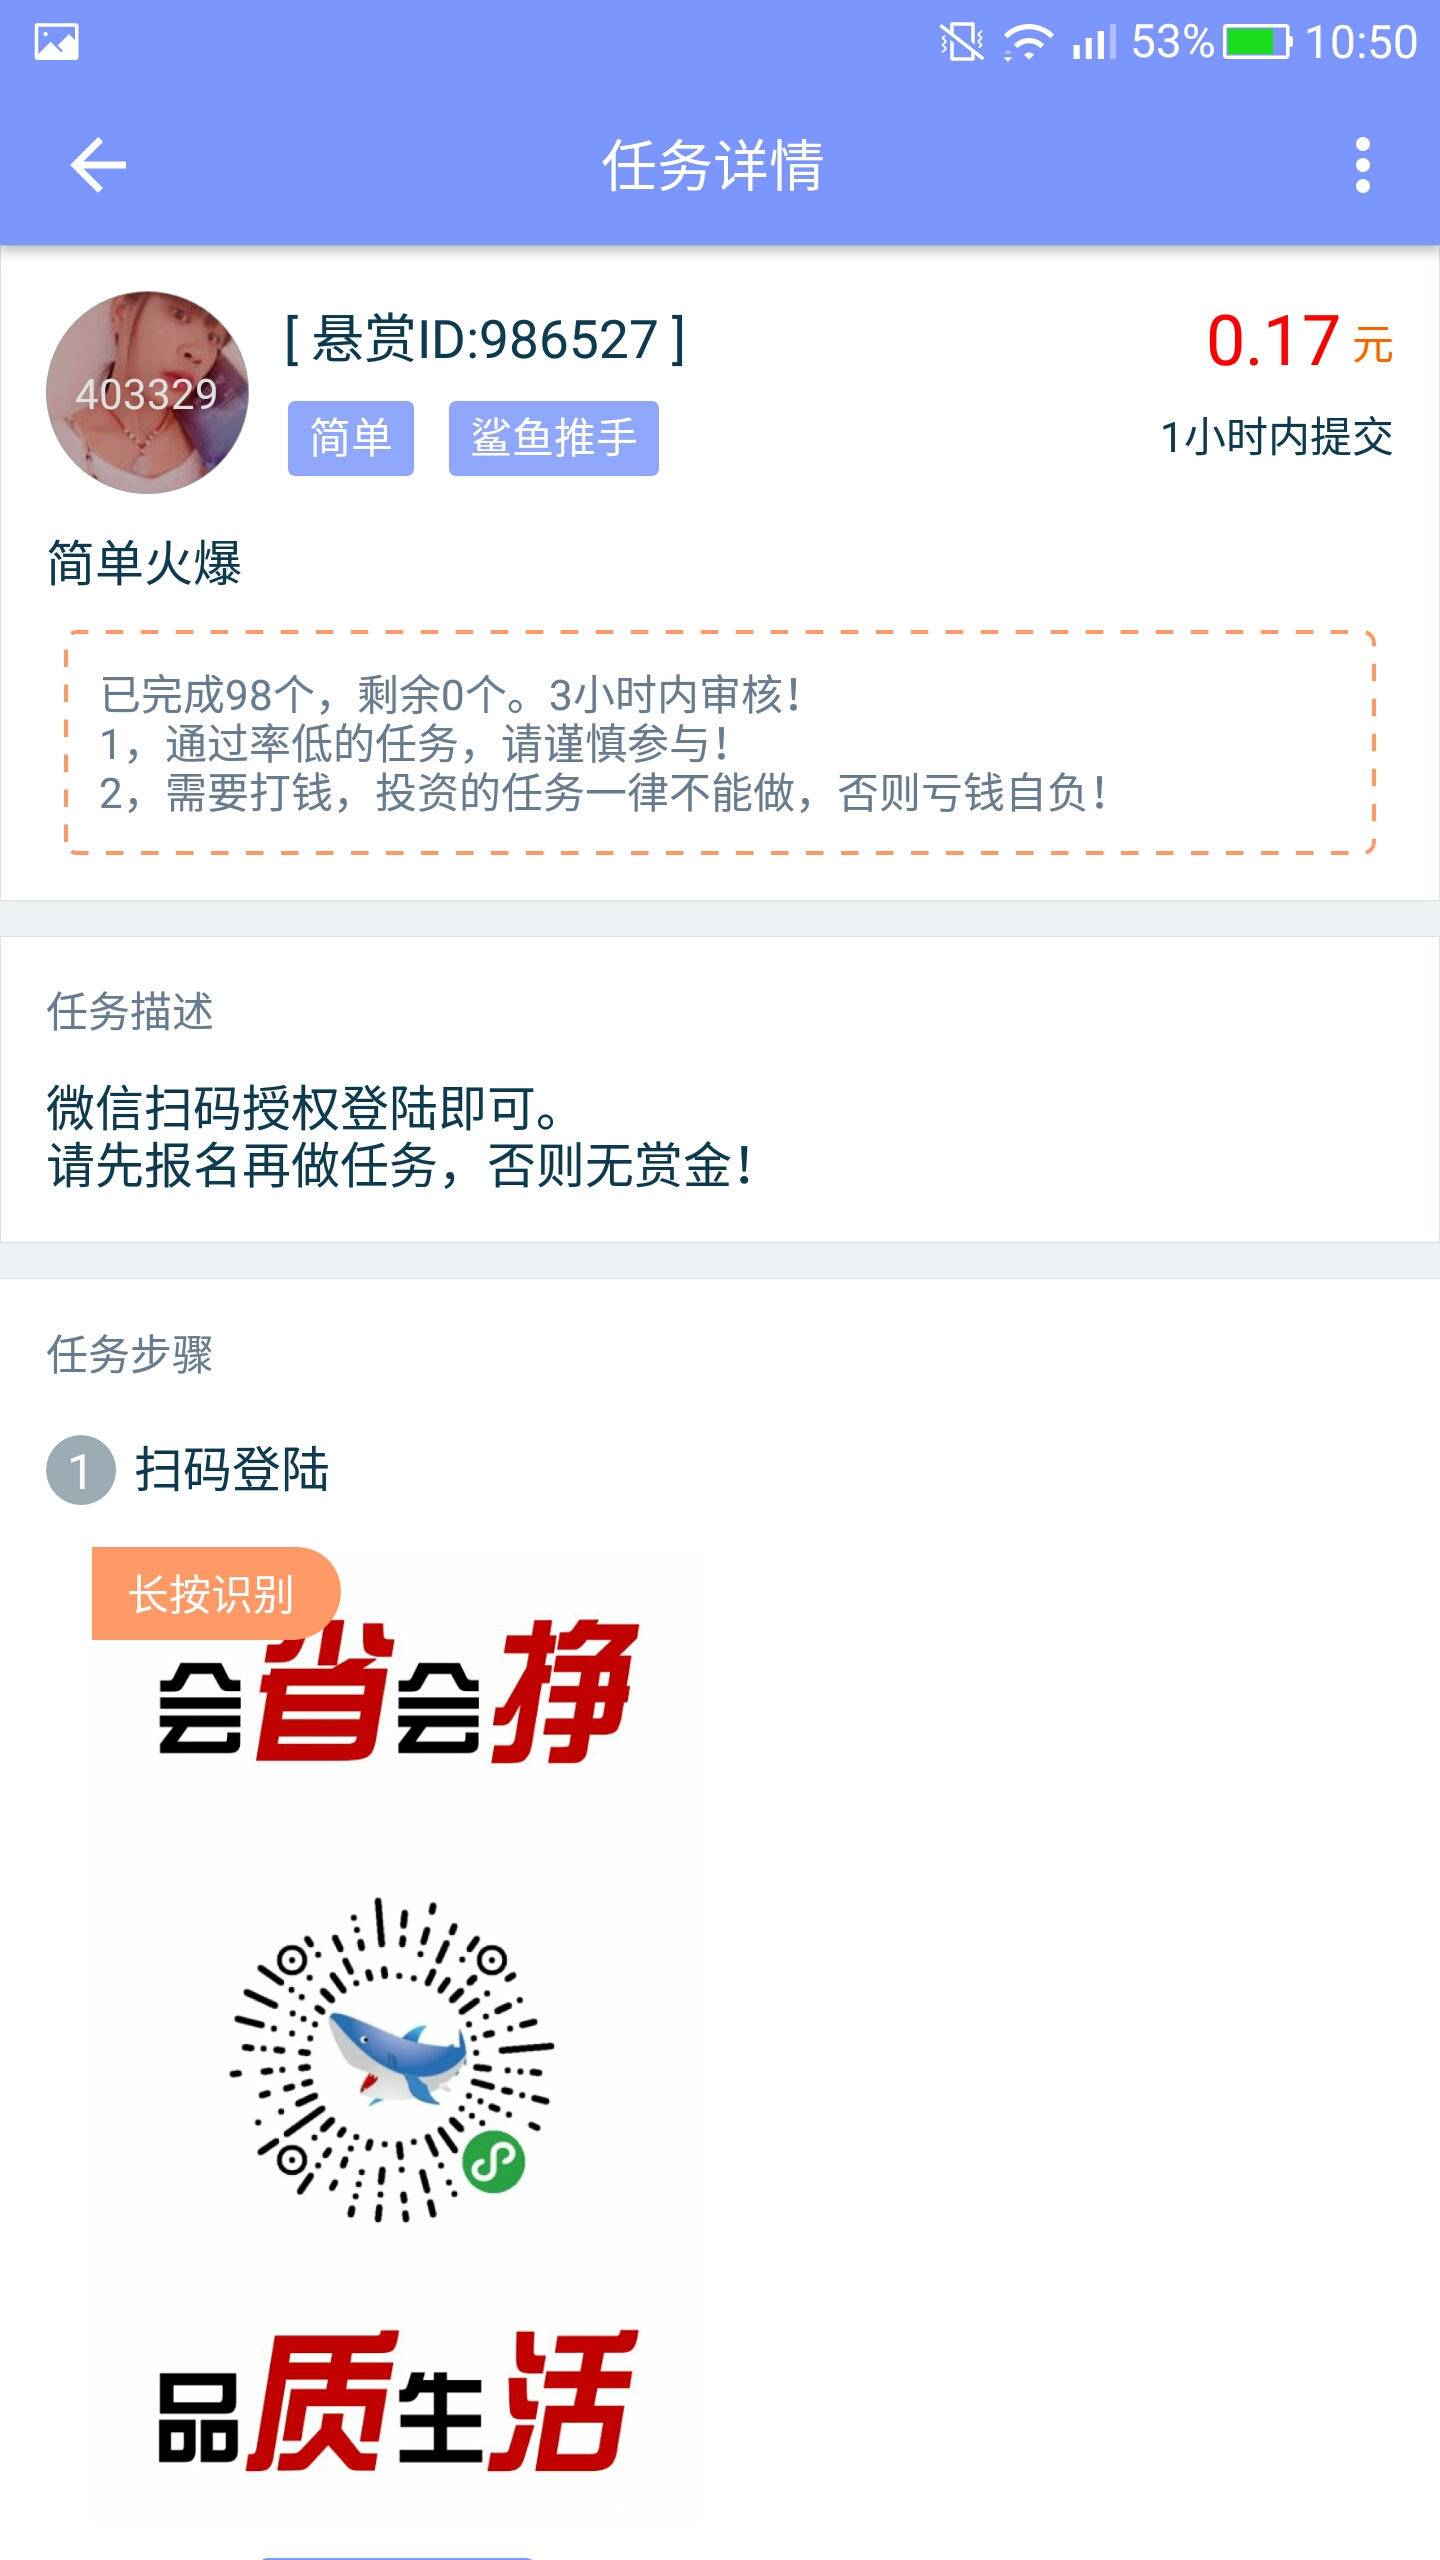 53% 10:50
任务详情
403329
[ 悬赏ID:986527 ]
0.17 元
简单
鲨鱼推手
1小时内提交
简单火爆
已完成98个，剩余0个。3小时内审核！
1，通过率低的任务，请谨慎参与！
2，需要打钱，投资的任务一律不能做，否则亏钱自负！
任务描述
微信扫码授权登陆即可。
请先报名再做任务，否则无赏金！
任务步骤
1 扫码登陆
长按识别
会省会挣
品质生活